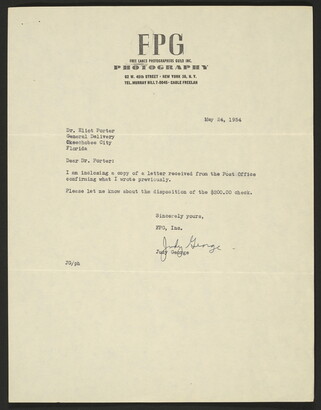 FPG
FREE LANCE PHOTOGRAPHERS GUILD INC.
PHOTOGRAPHY
62 W. 45th STREET · NEW YORK 36, N. Y.
TEL. MURRAY HILL 7-0045 · CABLE FREELAN
May 24, 1954
Dr. Eliot Porter
General Delivery
Okeechobee City
Florida
Dear Dr. Porter:
I am inclosing a copy of a letter received from the Post Office
confirming what I wrote previously.
Please let me know about the disposition of the $200.00 check.
Sincerely yours,
FPG, Inc.
Judy George
Judy George
JG/ph